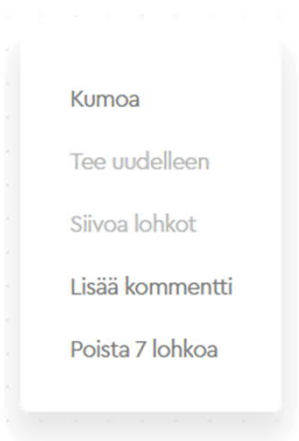 Kumoa
Tee uudelleen
Siivoa lohkot
Lisää kommentti
Poista 7 lohkoa